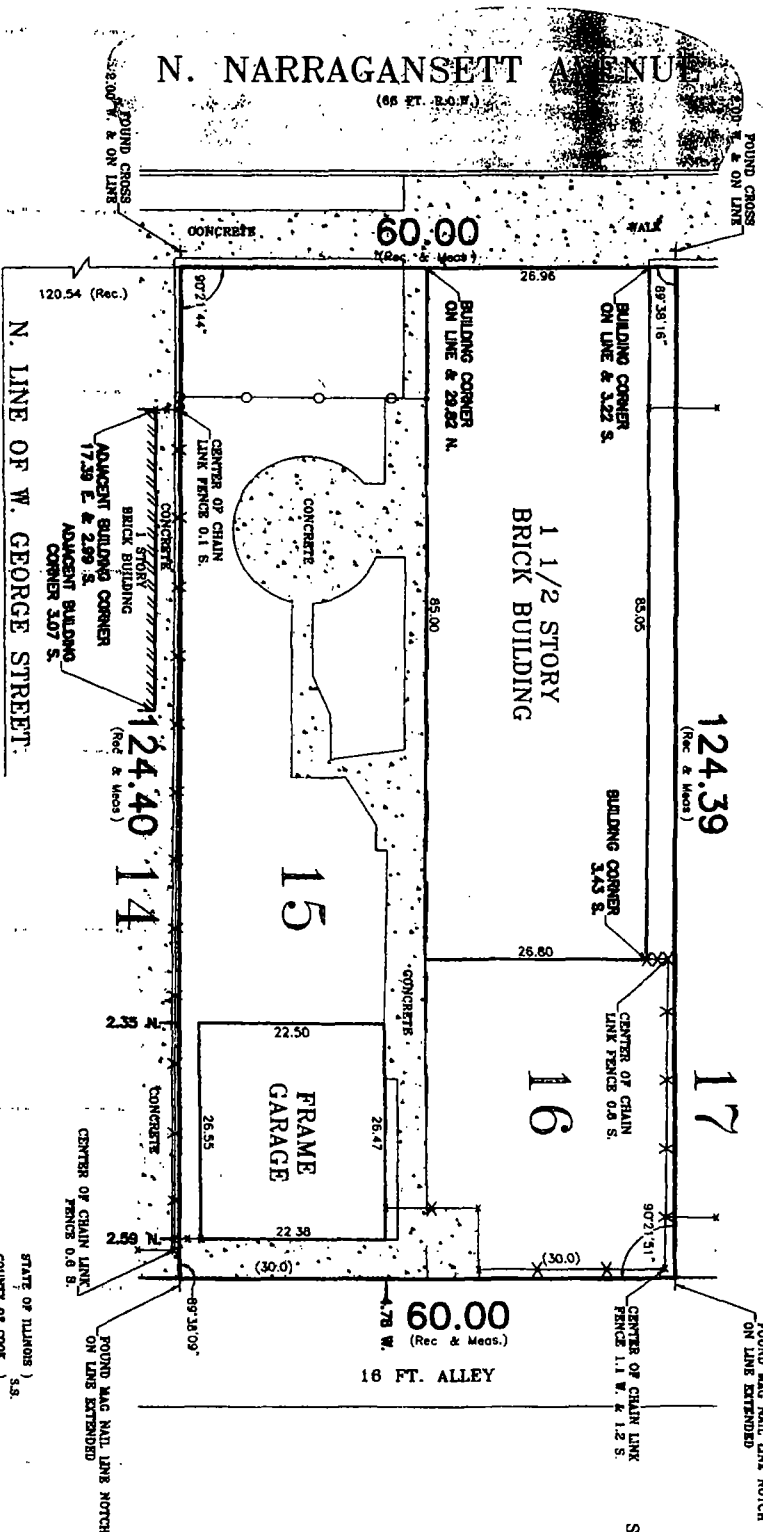 N. NARRAGANSETT AVENUE
(66 FT. R.O.W.)
FOUND CROSS
2.00' W. & ON LINE
FOUND CROSS
2.00' W. & ON LINE
CONCRETE
60.00
(Rec. & Meas)
WALK
120.54 (Rec.)
90°21'44"
26.96
89°38'16"
BUILDING CORNER
ON LINE & 29.82 N.
BUILDING CORNER
ON LINE & 3.22 S.
N. LINE OF W. GEORGE STREET.
CENTER OF CHAIN
LINK FENCE 0.1 S.
CONCRETE
1 STORY
BRICK BUILDING
ADJACENT BUILDING CORNER
17.39 E. & 2.99 S.
ADJACENT BUILDING
CORNER 3.07 S.
CONCRETE
1 1/2 STORY
BRICK BUILDING
85.00
85.05
124.40
(Rec & Meas)
14
124.39
(Rec & Meas)
BUILDING CORNER
3.43 S.
15
26.80
CONCRETE
CENTER OF CHAIN
LINK FENCE 0.8 S.
17
16
2.35 N.
22.50
FRAME
GARAGE
26.55
26.47
CONCRETE
22.38
2.59 N.
CENTER OF CHAIN LINK
FENCE 0.6 S.
(30.0)
(30.0)
90°21'51"
89°38'09"
4.78 W.
60.00
(Rec & Meas.)
16 FT. ALLEY
CENTER OF CHAIN LINK
FENCE 1.1 W. & 1.2 S.
FOUND MAG NAIL LINE NOTCH
ON LINE EXTENDED
FOUND MAG NAIL LINE NOTCH
ON LINE EXTENDED
STATE OF ILLINOIS )
COUNTY OF COOK ) S.S.
S